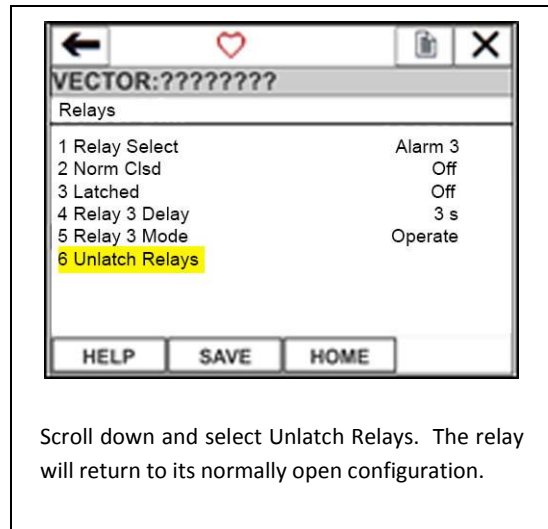 VECTOR:????????
Relays
1 Relay Select Alarm 3
2 Norm Clsd Off
3 Latched Off
4 Relay 3 Delay 3 s
5 Relay 3 Mode Operate
6 Unlatch Relays
HELP SAVE HOME
Scroll down and select Unlatch Relays. The relay
will return to its normally open configuration.